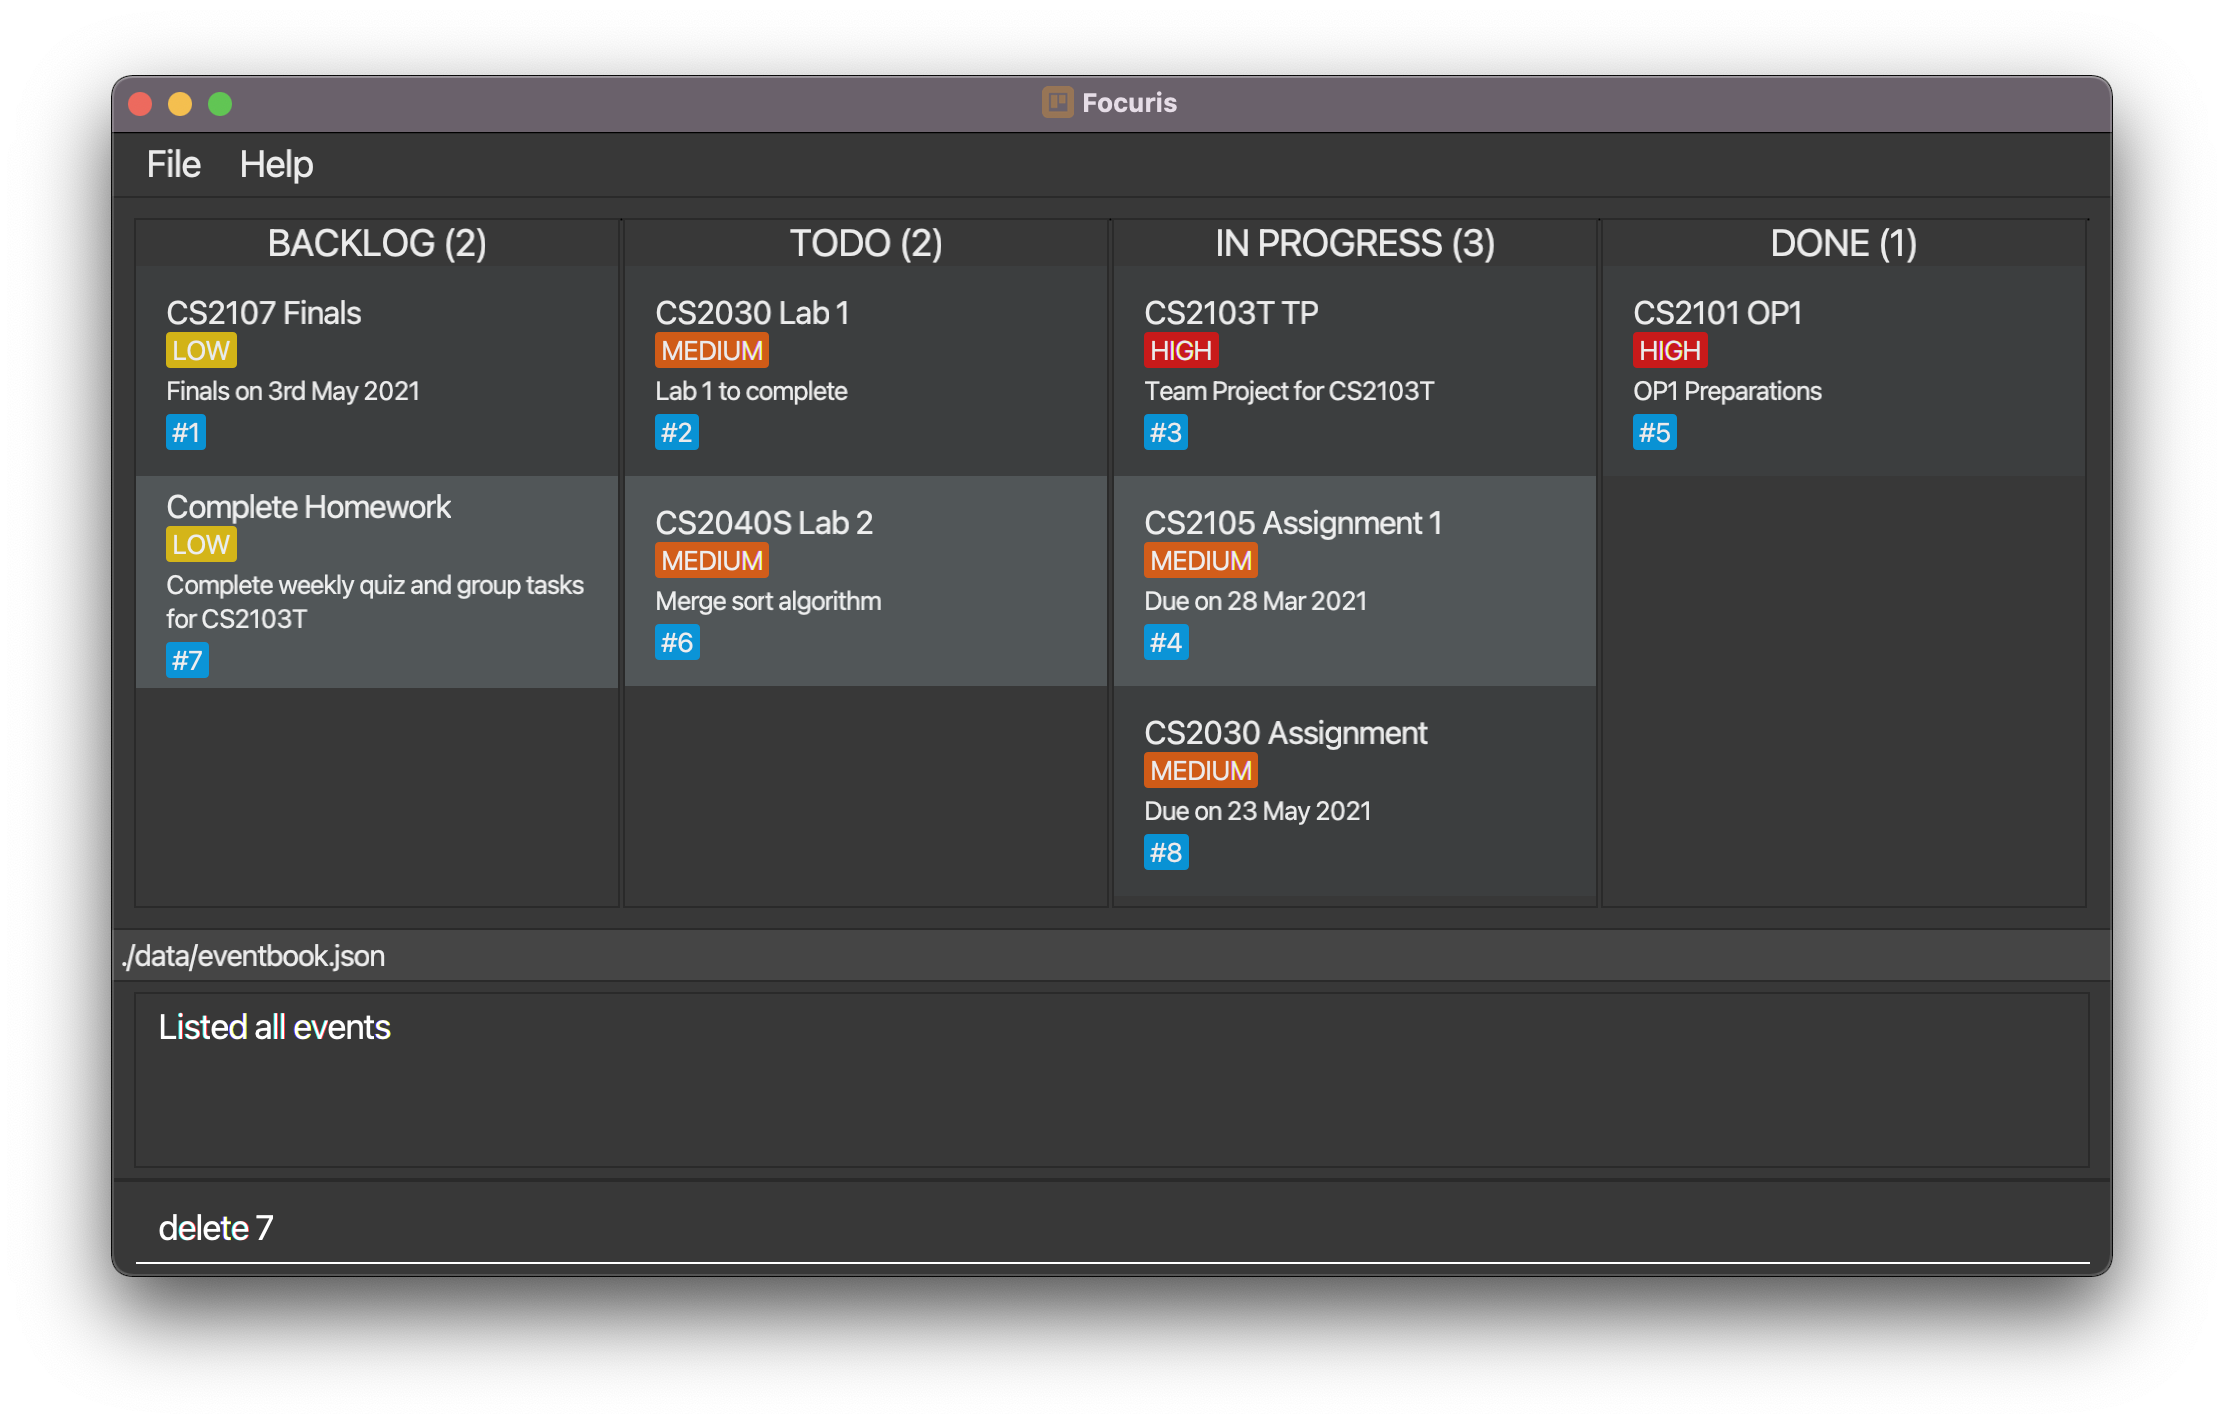 Focuris
File Help
BACKLOG (2)
CS2107 Finals
LOW
Finals on 3rd May 2021
#1
Complete Homework
LOW
Complete weekly quiz and group tasks
for CS2103T
#7
TODO (2)
CS2030 Lab 1
MEDIUM
Lab 1 to complete
#2
CS2040S Lab 2
MEDIUM
Merge sort algorithm
#6
IN PROGRESS (3)
CS2103T TP
HIGH
Team Project for CS2103T
#3
CS2105 Assignment 1
MEDIUM
Due on 28 Mar 2021
#4
CS2030 Assignment
MEDIUM
Due on 23 May 2021
#8
DONE (1)
CS2101 OP1
HIGH
OP1 Preparations
#5
./data/eventbook.json
Listed all events
delete 7